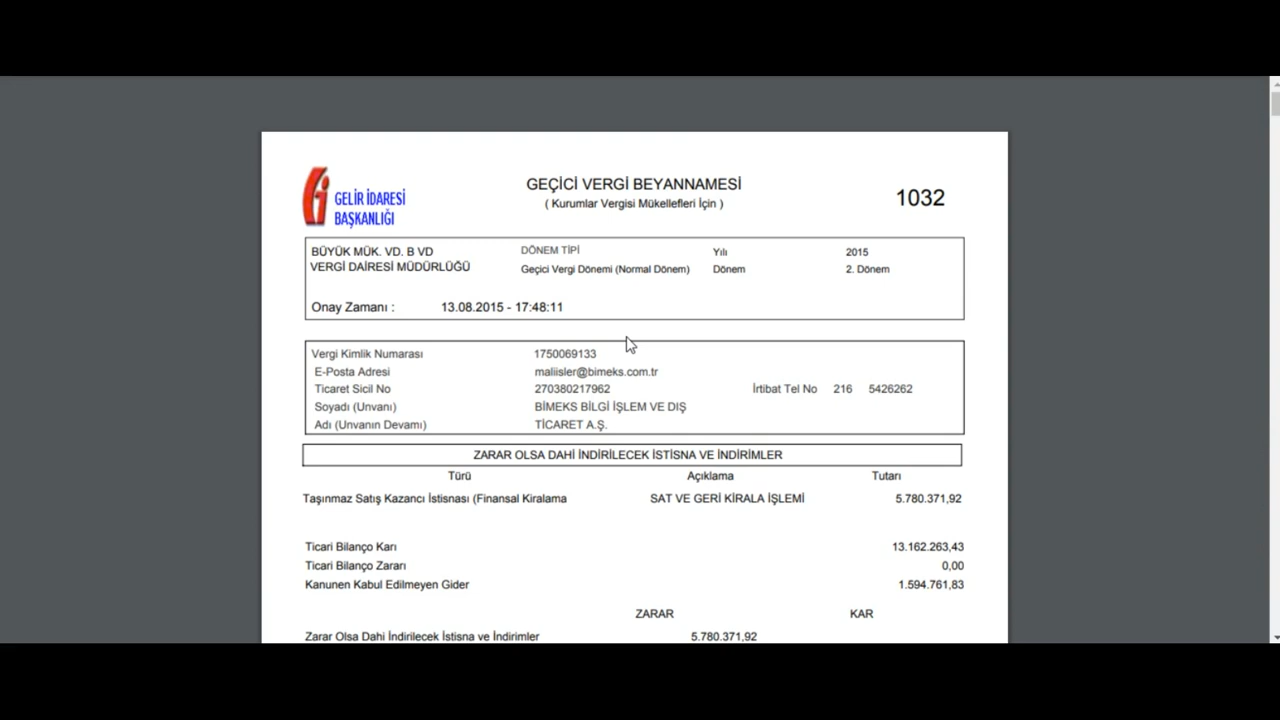 GELİR İDARESİ
BAŞKANLIĞI
GEÇİCİ VERGİ BEYANNAMESİ
( Kurumlar Vergisi Mükellefleri İçin )
1032
BÜYÜK MÜK. VD. B VD
VERGİ DAİRESİ MÜDÜRLÜĞÜ
DÖNEM TİPİ
Geçici Vergi Dönemi (Normal Dönem)
Yılı 2015
Dönem 2. Dönem
Onay Zamanı : 13.08.2015 - 17:48:11
Vergi Kimlik Numarası 1750069133
E-Posta Adresi maliisler@bimeks.com.tr
Ticaret Sicil No 270380217962 İrtibat Tel No 216 5426262
Soyadı (Unvanı) BİMEKS BİLGİ İŞLEM VE DIŞ
Adı (Unvanın Devamı) TİCARET A.Ş.
ZARAR OLSA DAHİ İNDİRİLECEK İSTİSNA VE İNDİRİMLER
Türü Açıklama Tutarı
Taşınmaz Satış Kazancı İstisnası (Finansal Kiralama SAT VE GERİ KİRALA İŞLEMİ 5.780.371,92
Ticari Bilanço Karı 13.162.263,43
Ticari Bilanço Zararı 0,00
Kanunen Kabul Edilmeyen Gider 1.594.761,83
ZARAR KAR
Zarar Olsa Dahi İndirilecek İstisna ve İndirimler 5.780.371,92